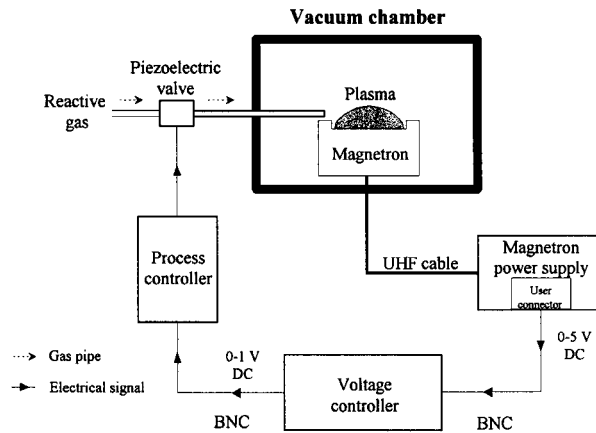 Vacuum chamber
Piezoelectric
valve
Reactive
gas
Plasma
Magnetron
Process
controller
UHF cable
Magnetron
power supply
User
connector
0-5 V
DC
Gas pipe
Electrical signal
0-1 V
DC
BNC
Voltage
controller
BNC